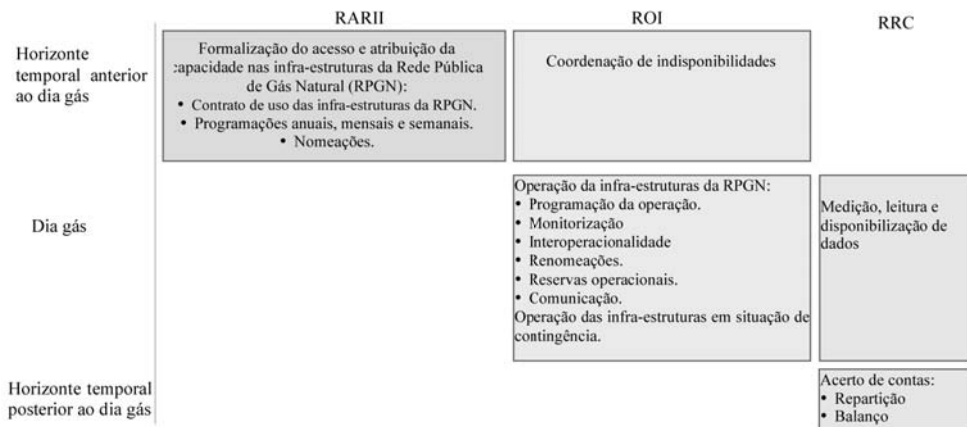 RARII
ROI
RRC
Horizonte
temporal anterior
ao dia gás
Formalização do acesso e atribuição da
capacidade nas infra-estruturas da Rede Pública
de Gás Natural (RPGN):
• Contrato de uso das infra-estruturas da RPGN.
• Programações anuais, mensais e semanais.
• Nomeações.
Coordenação de indisponibilidades
Dia gás
Operação da infra-estruturas da RPGN:
• Programação da operação.
• Monitorização
• Interoperacionalidade
• Renomeações.
• Reservas operacionais.
• Comunicação.
Operação das infra-estruturas em situação de
contingência.
Medição, leitura e
disponibilização de
dados
Horizonte temporal
posterior ao dia gás
Acerto de contas:
• Repartição
• Balanço